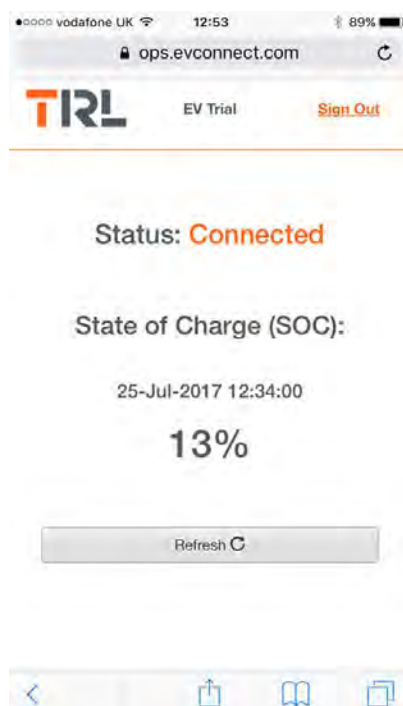 vodafone UK 12:53 89%
ops.evconnect.com
TRL EV Trial Sign Out
Status: Connected
State of Charge (SOC):
25-Jul-2017 12:34:00
13%
Refresh